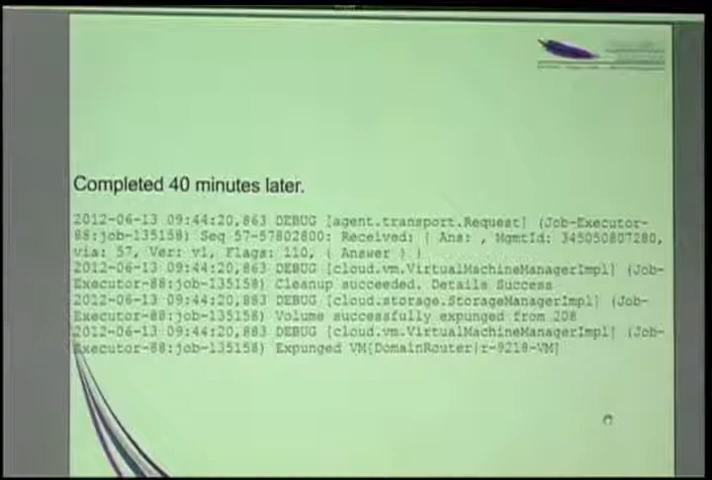 Completed 40 minutes later.
2012-06-13 09:44:20,863 DEBUG [agent.transport.Request] (Job-Executor-
88:job-135158) Seq 57-57802800: Received: { Ans: , MgmtId: 345050807280,
via: 57, Ver: v1, Flags: 110, { Answer } }
2012-06-13 09:44:20,863 DEBUG [cloud.vm.VirtualMachineManagerImpl] (Job-
Executor-88:job-135158) Cleanup succeeded. Details Success
2012-06-13 09:44:20,863 DEBUG [cloud.storage.StorageManagerImpl] (Job-
Executor-88:job-135158) Volume successfully expunged from 208
2012-06-13 09:44:20,883 DEBUG [cloud.vm.VirtualMachineManagerImpl] (Job-
Executor-88:job-135158) Expunged VM[DomainRouter|r-9218-VM]